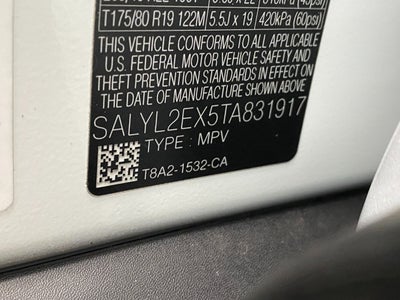 T175/80 R19 122M 5.5J x 19 420kPa (60psi)
THIS VEHICLE CONFORMS TO ALL APPLICABLE
U.S. FEDERAL MOTOR VEHICLE SAFETY AND
THEFT PREVENTION STANDARDS IN EFFECT ON
THE DATE OF MANUFACTURE SHOWN ABOVE.
SALYL2EX5TA831917
TYPE : MPV
T8A2-1532-CA